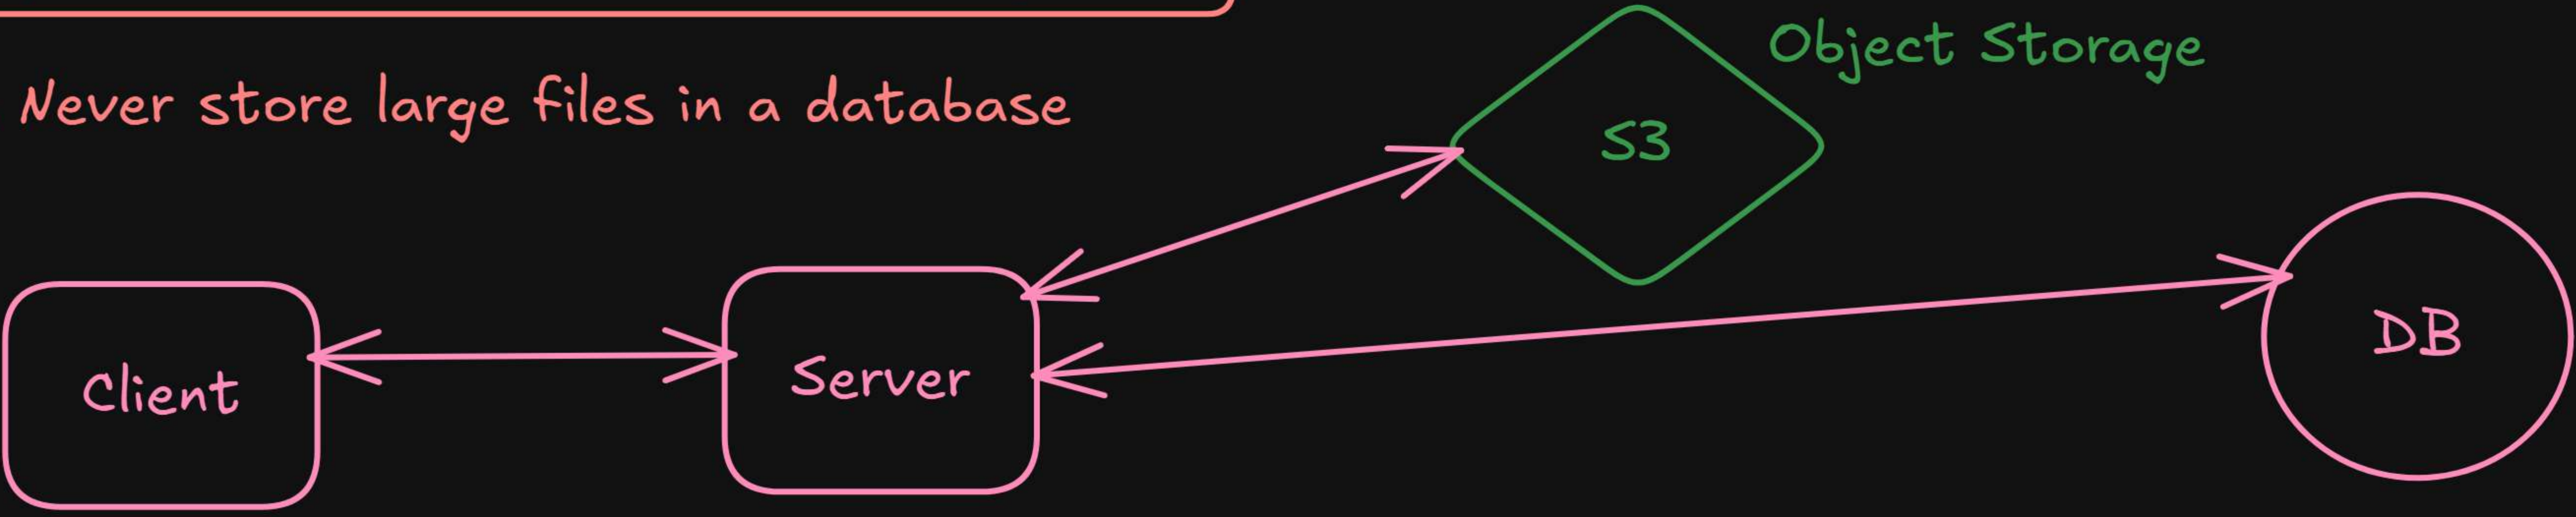 Object Storage
Never store large files in a database
S3
DB
Server
Client